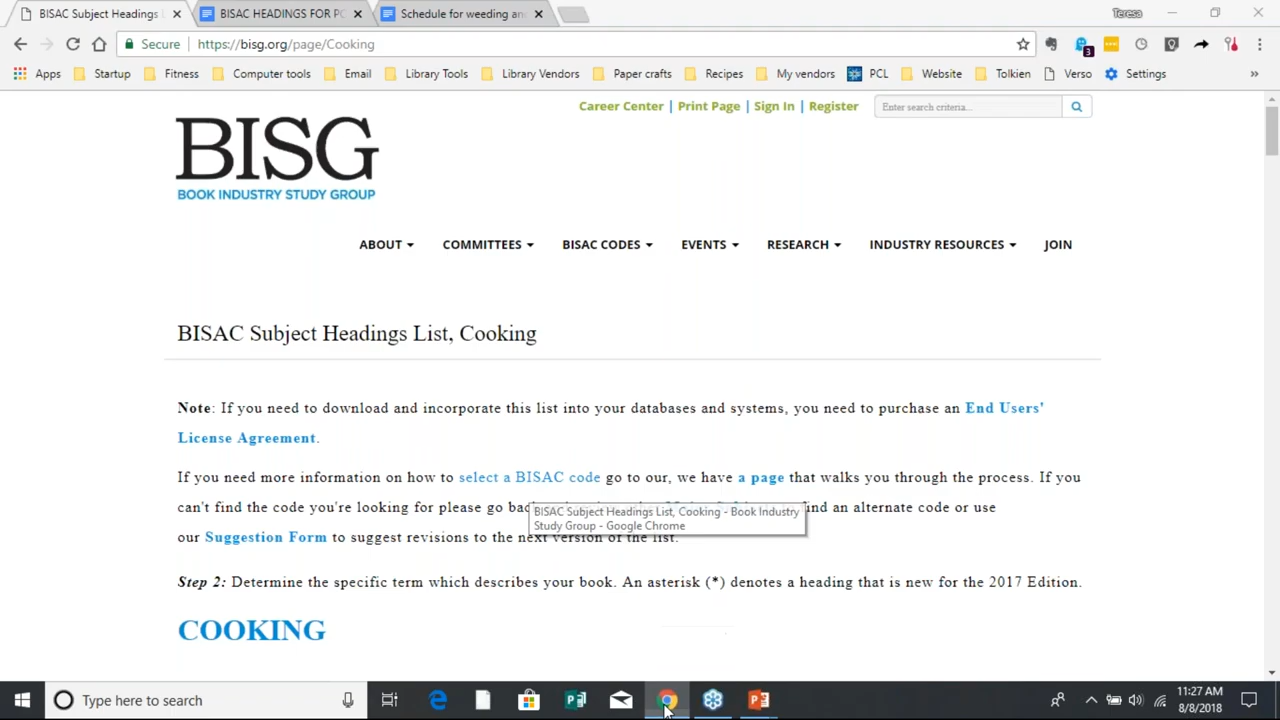 BISAC Subject Headings L
BISAC HEADINGS FOR PC
Schedule for weeding and
Teresa
Secure
https://bisg.org/page/Cooking
3
Apps
Startup
Fitness
Computer tools
Email
Library Tools
Library Vendors
Paper crafts
Recipes
My vendors
PCL
Website
Tolkien
Verso
Settings
»
Career Center | Print Page | Sign In | Register
Enter search criteria...
BISG
BOOK INDUSTRY STUDY GROUP
ABOUT
COMMITTEES
BISAC CODES
EVENTS
RESEARCH
INDUSTRY RESOURCES
JOIN
BISAC Subject Headings List, Cooking
Note: If you need to download and incorporate this list into your databases and systems, you need to purchase an End Users'
License Agreement.
If you need more information on how to select a BISAC code go to our, we have a page that walks you through the process. If you
can't find the code you're looking for please go back find an alternate code or use
BISAC Subject Headings List, Cooking - Book Industry
Study Group - Google Chrome
our Suggestion Form to suggest revisions to the next version of the list.
Step 2: Determine the specific term which describes your book. An asterisk (*) denotes a heading that is new for the 2017 Edition.
COOKING
Type here to search
11:27 AM
8/8/2018